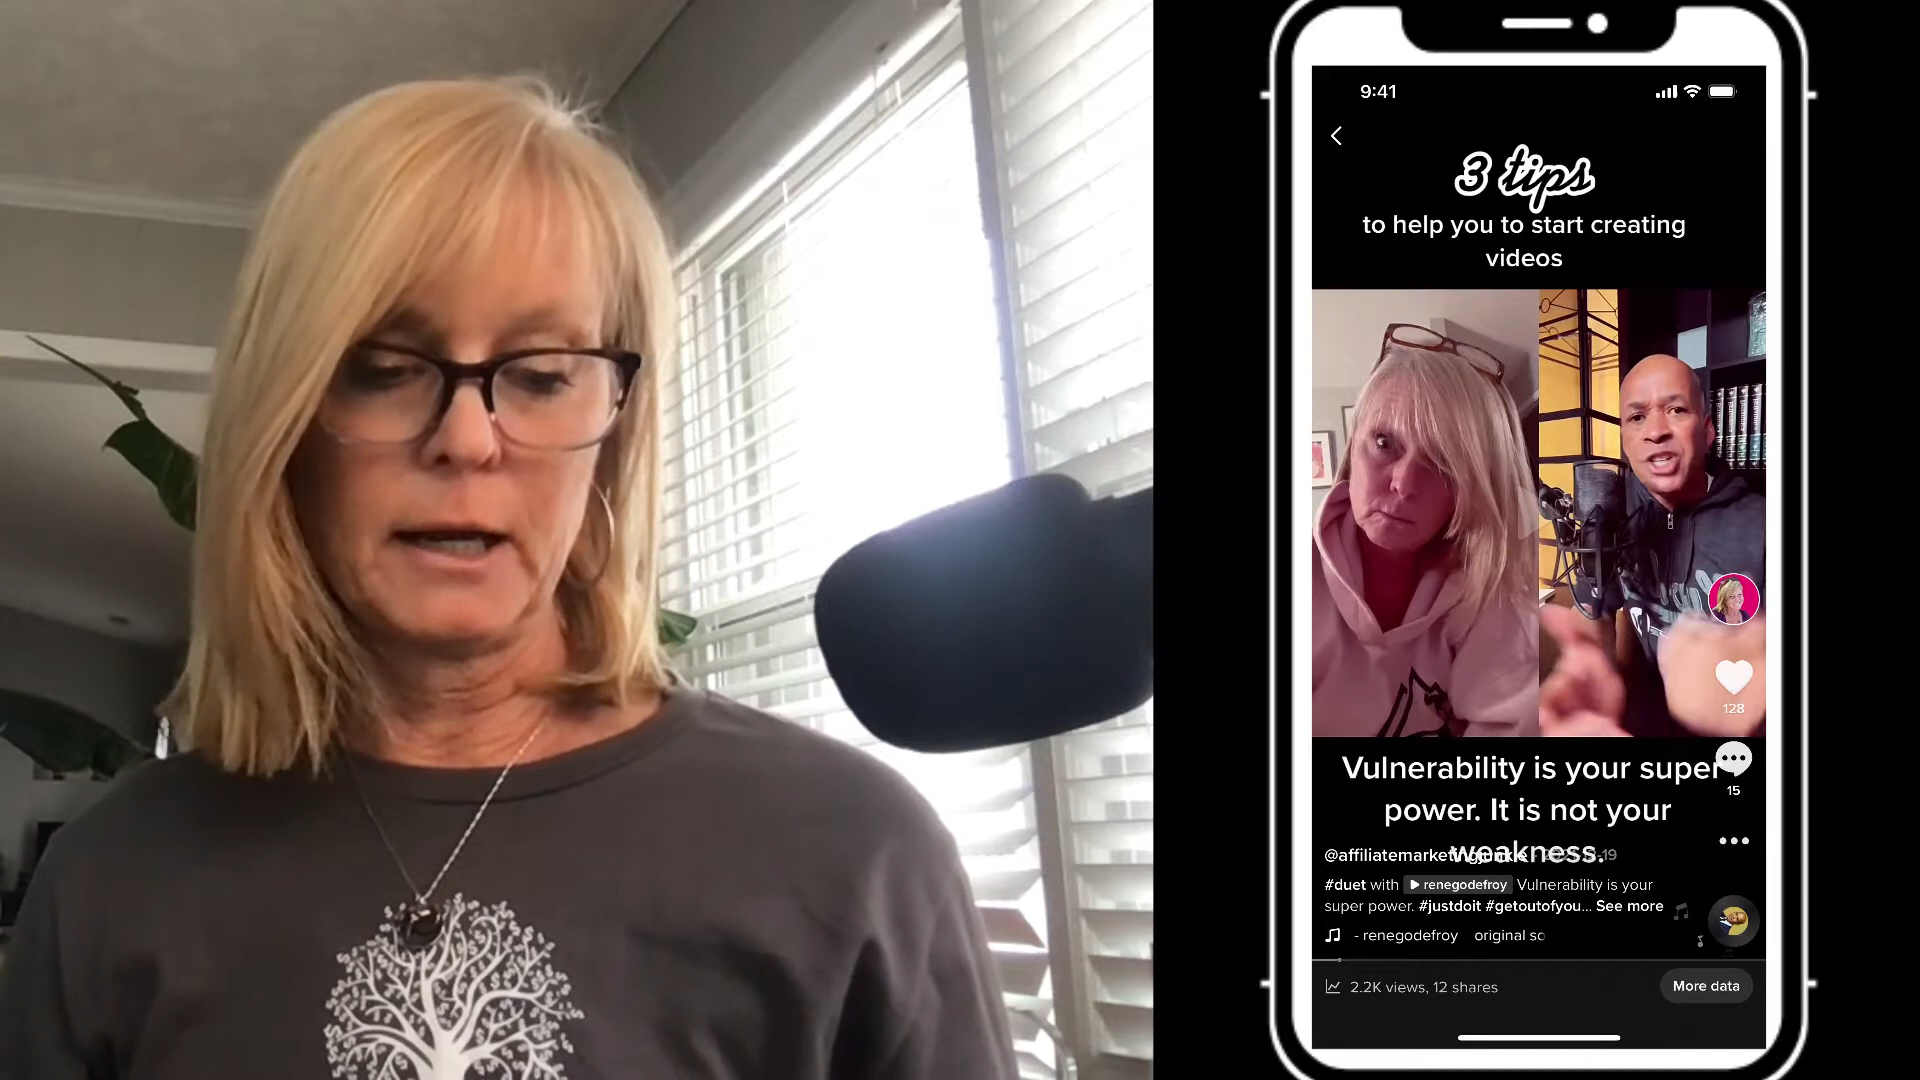 9:41
3 tips
to help you to start creating
videos
128
Vulnerability is your super
power. It is not your
weakness.
15
@affiliatemarketingjunkie
#duet with renegodefroy Vulnerability is your
super power. #justdoit #getoutofyou... See more
- renegodefroy original so
2.2K views, 12 shares
More data